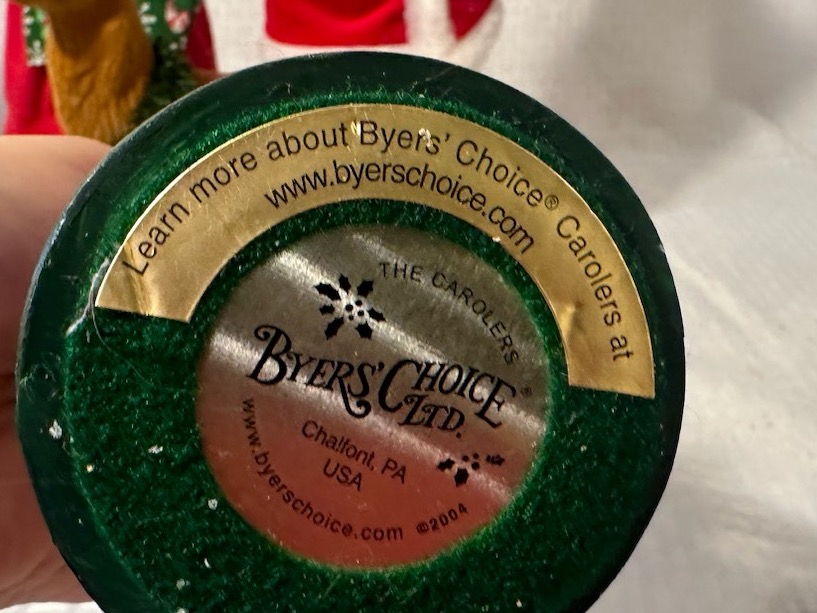 Learn more about Byers' Choice® Carolers at
www.byerschoice.com
THE CAROLERS®
BYERS' CHOICE
LTD.
Chalfont, PA
USA
www.byerschoice.com ©2004